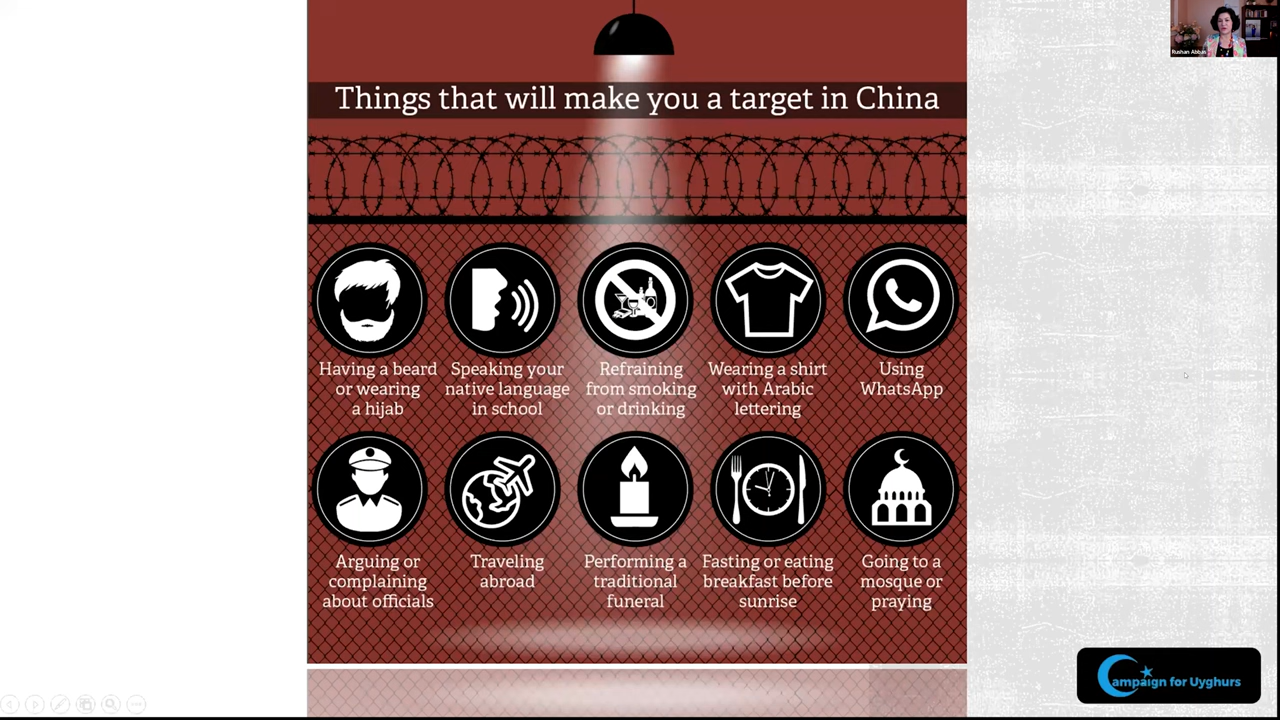 Rushan Abbas
Things that will make you a target in China
Having a beard
or wearing
a hijab
Speaking your
native language
in school
Refraining
from smoking
or drinking
Wearing a shirt
with Arabic
lettering
Using
WhatsApp
Arguing or
complaining
about officials
Traveling
abroad
Performing a
traditional
funeral
Fasting or eating
breakfast before
sunrise
Going to a
mosque or
praying
Campaign for Uyghurs